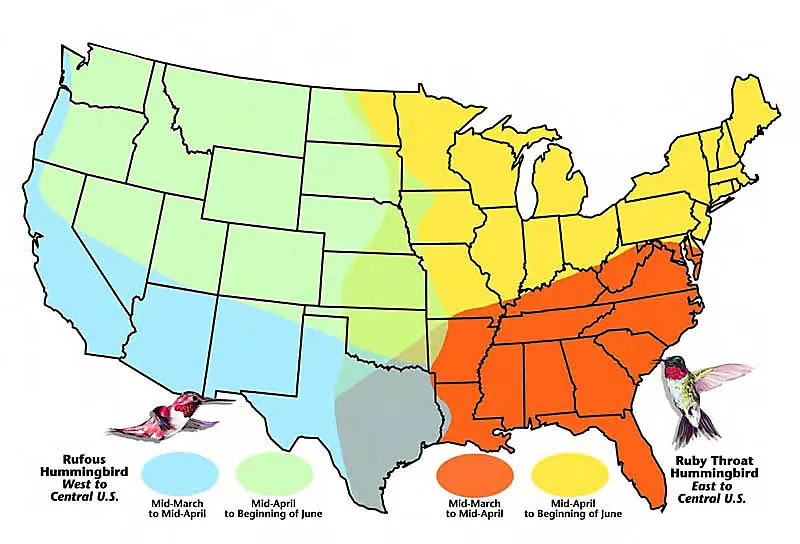 Rufous
Hummingbird
West to
Central U.S.
Mid-March
to Mid-April
Mid-April
to Beginning of June
Mid-March
to Mid-April
Mid-April
to Beginning of June
Ruby Throat
Hummingbird
East to
Central U.S.